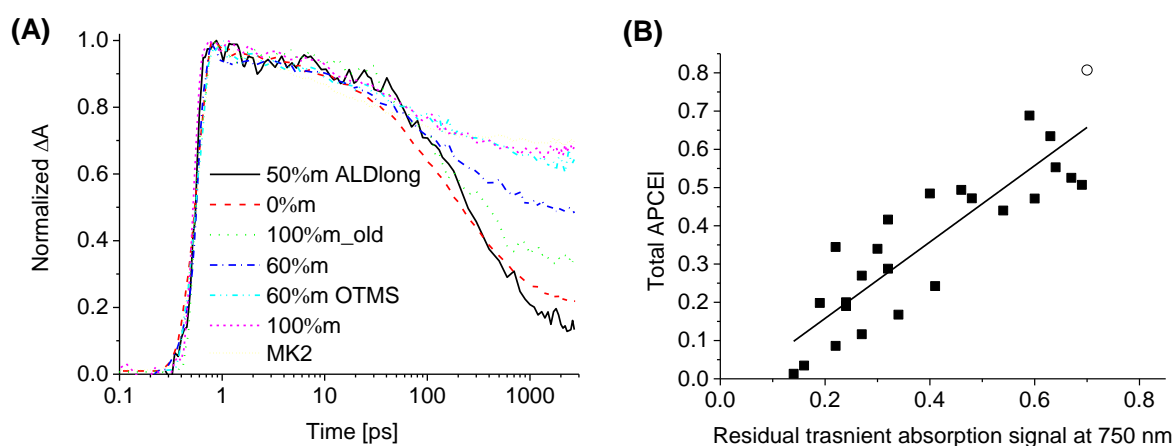 (A)
Normalized ΔA
1.0
0.8
0.6
0.4
0.2
0.0
50%m ALDlong
0%m
100%m_old
60%m
60%m OTMS
100%m
MK2
0.1
1
10
100
1000
Time [ps]
(B)
Total APCEI
0.8
0.7
0.6
0.5
0.4
0.3
0.2
0.1
0.0
0.0
0.2
0.4
0.6
0.8
Residual trasnient absorption signal at 750 nm